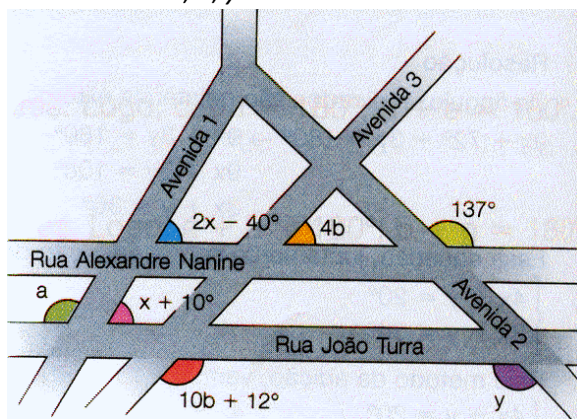 Avenida 1
Avenida 3
2x – 40°
4b
137°
Rua Alexandre Nanine
a
x + 10°
Avenida 2
Rua João Turra
10b + 12°
y